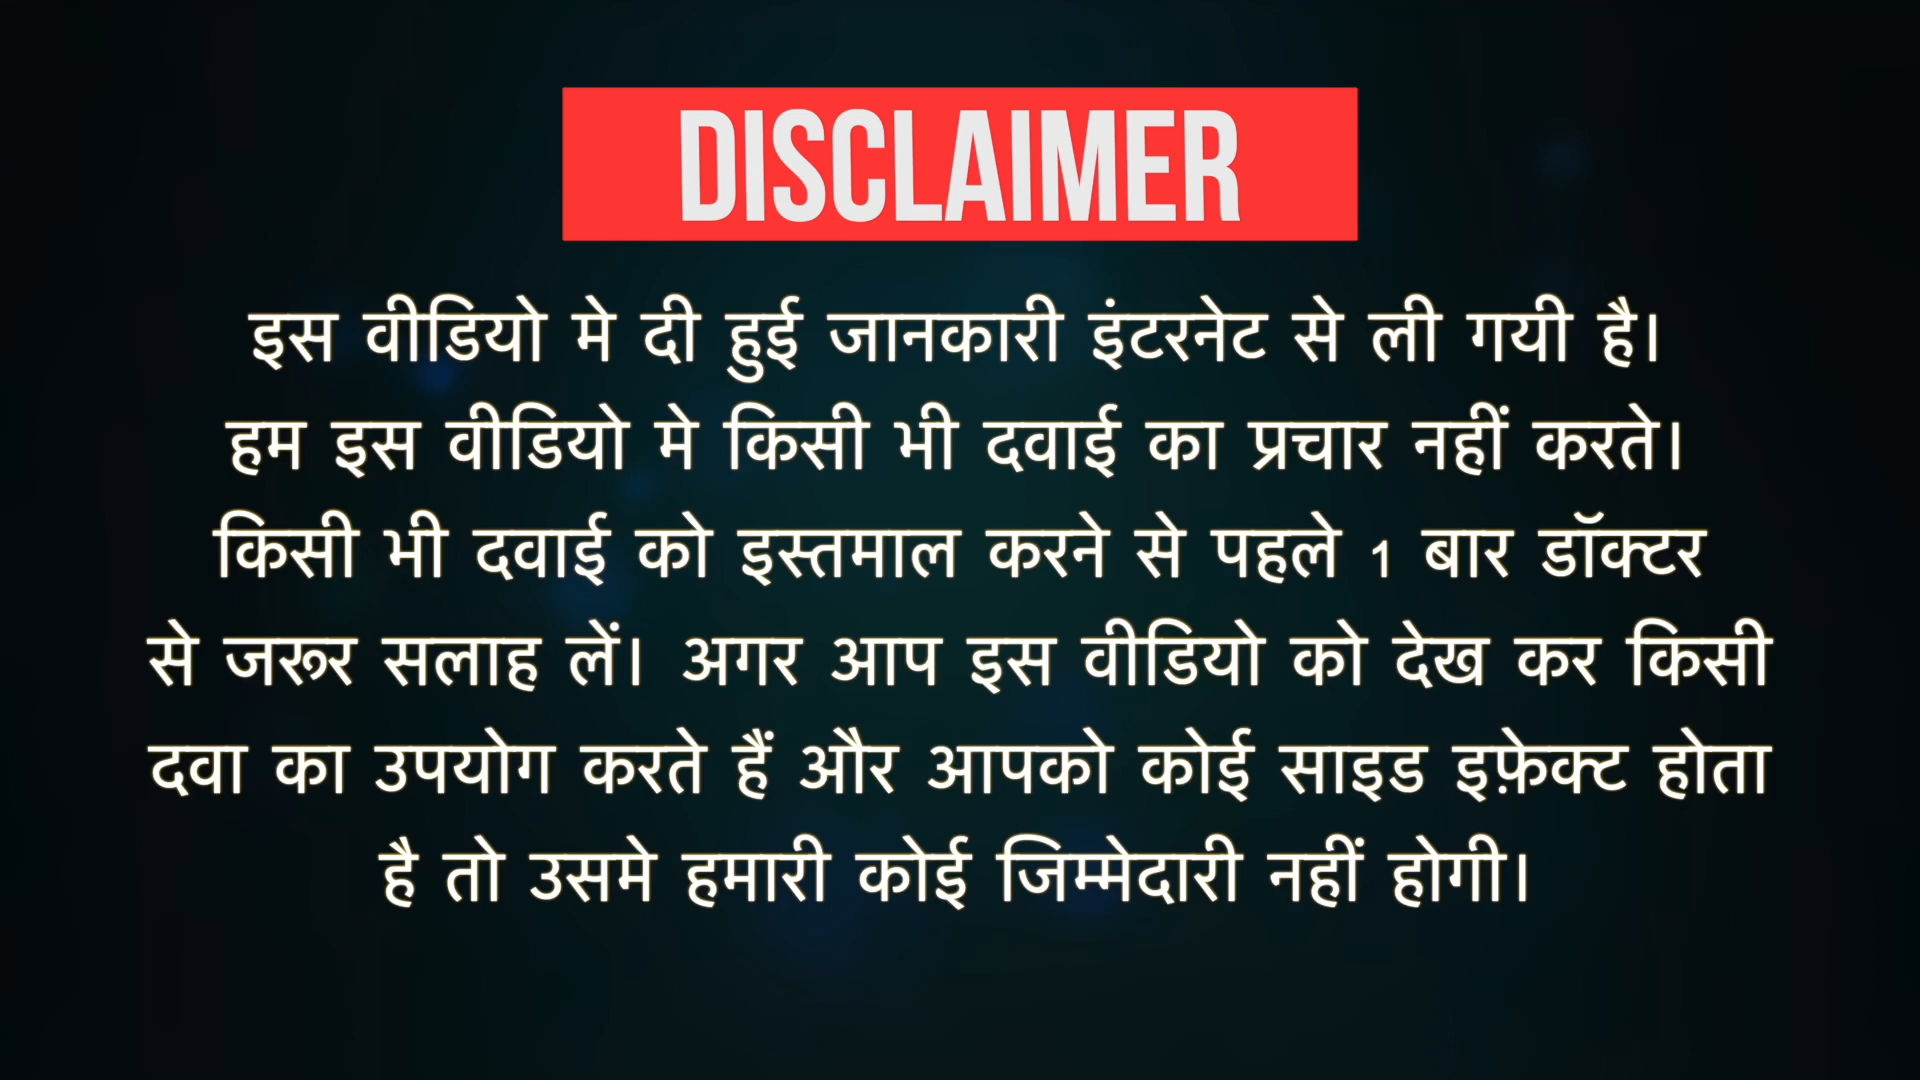 DISCLAIMER
इस वीडियो मे दी हुई जानकारी इंटरनेट से ली गयी है।
हम इस वीडियो मे किसी भी दवाई का प्रचार नहीं करते।
किसी भी दवाई को इस्तमाल करने से पहले 1 बार डॉक्टर
से जरूर सलाह लें। अगर आप इस वीडियो को देख कर किसी
दवा का उपयोग करते हैं और आपको कोई साइड इफ़ेक्ट होता
है तो उसमे हमारी कोई जिम्मेदारी नहीं होगी।